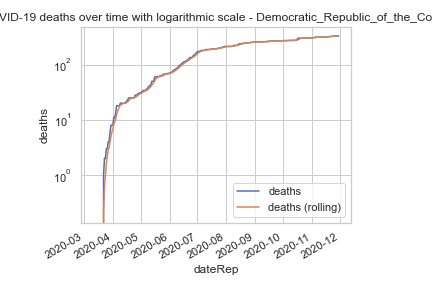 VID-19 deaths over time with logarithmic scale - Democratic_Republic_of_the_Co
deaths
10²
10¹
10⁰
deaths
deaths (rolling)
2020-03
2020-04
2020-05
2020-06
2020-07
2020-08
2020-09
2020-10
2020-11
2020-12
dateRep